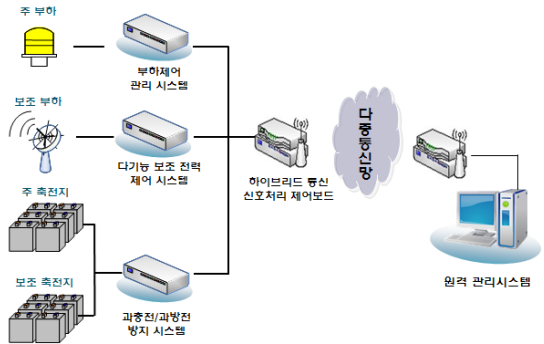 주 부하
부하제어
관리 시스템
보조 부하
다기능 보조 전력
제어 시스템
하이브리드 통신
신호처리 제어보드
다중통신망
주 축전지
보조 축전지
과충전/과방전
방지 시스템
원격 관리시스템